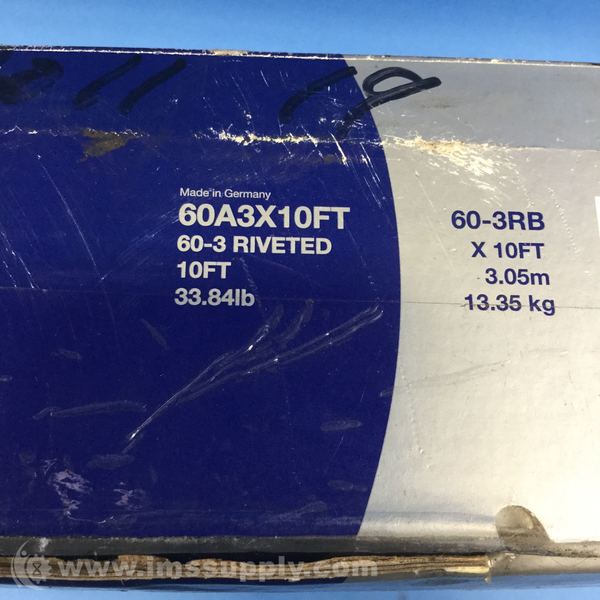 Made in Germany
60A3X10FT
60-3 RIVETED
10FT
33.84lb
60-3RB
X 10FT
3.05m
13.35 kg
www.imssupply.com